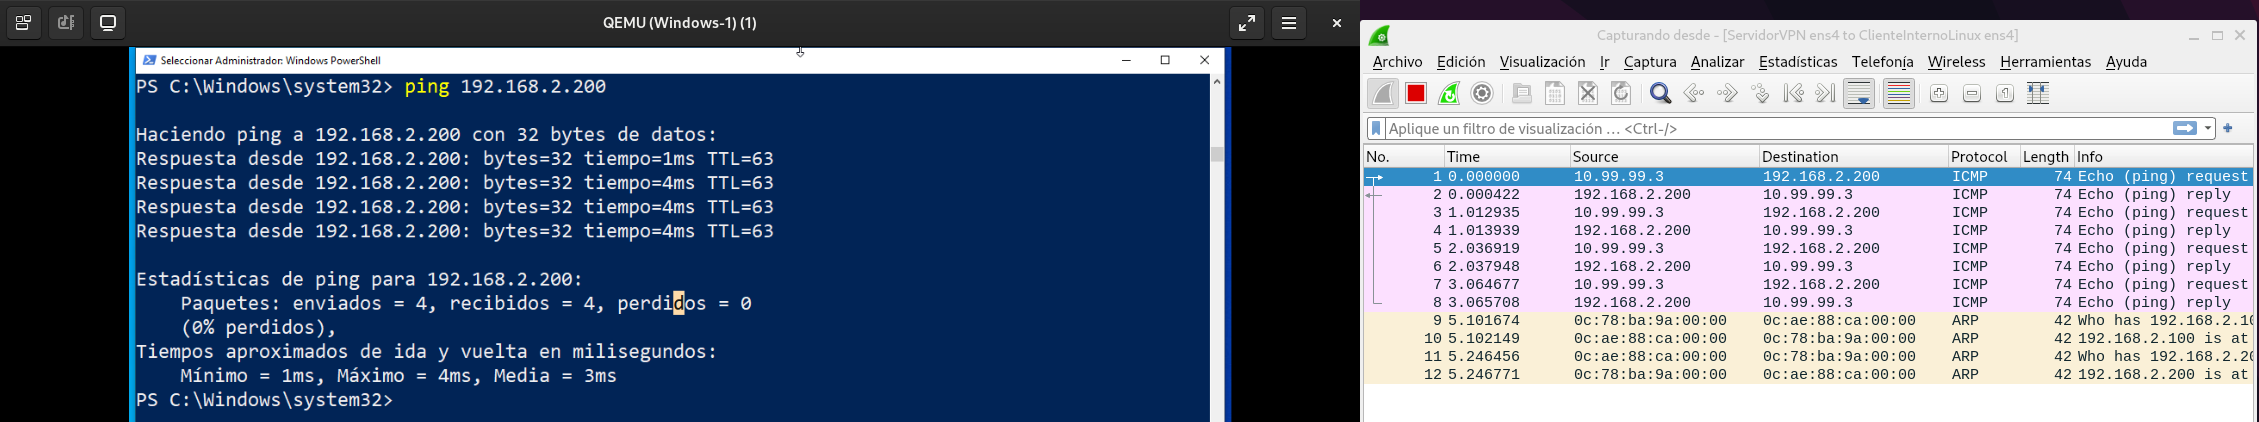 QEMU (Windows-1) (1)
Seleccionar Administrador: Windows PowerShell
PS C:\Windows\system32> ping 192.168.2.200
Haciendo ping a 192.168.2.200 con 32 bytes de datos:
Respuesta desde 192.168.2.200: bytes=32 tiempo=1ms TTL=63
Respuesta desde 192.168.2.200: bytes=32 tiempo=4ms TTL=63
Respuesta desde 192.168.2.200: bytes=32 tiempo=4ms TTL=63
Respuesta desde 192.168.2.200: bytes=32 tiempo=4ms TTL=63
Estadísticas de ping para 192.168.2.200:
Paquetes: enviados = 4, recibidos = 4, perdidos = 0
(0% perdidos),
Tiempos aproximados de ida y vuelta en milisegundos:
Mínimo = 1ms, Máximo = 4ms, Media = 3ms
PS C:\Windows\system32>
Capturando desde - [ServidorVPN ens4 to ClienteInternoLinux ens4]
Archivo Edición Visualización Ir Captura Analizar Estadísticas Telefonía Wireless Herramientas Ayuda
Aplique un filtro de visualización … <Ctrl-/>
No. Time Source Destination Protocol Length Info
1 0.000000 10.99.99.3 192.168.2.200 ICMP 74 Echo (ping) request
2 0.000422 192.168.2.200 10.99.99.3 ICMP 74 Echo (ping) reply
3 1.012935 10.99.99.3 192.168.2.200 ICMP 74 Echo (ping) request
4 1.013939 192.168.2.200 10.99.99.3 ICMP 74 Echo (ping) reply
5 2.036919 10.99.99.3 192.168.2.200 ICMP 74 Echo (ping) request
6 2.037948 192.168.2.200 10.99.99.3 ICMP 74 Echo (ping) reply
7 3.064677 10.99.99.3 192.168.2.200 ICMP 74 Echo (ping) request
8 3.065708 192.168.2.200 10.99.99.3 ICMP 74 Echo (ping) reply
9 5.101674 0c:78:ba:9a:00:00 0c:ae:88:ca:00:00 ARP 42 Who has 192.168.2.10
10 5.102149 0c:ae:88:ca:00:00 0c:78:ba:9a:00:00 ARP 42 192.168.2.100 is at
11 5.246456 0c:ae:88:ca:00:00 0c:78:ba:9a:00:00 ARP 42 Who has 192.168.2.20
12 5.246771 0c:78:ba:9a:00:00 0c:ae:88:ca:00:00 ARP 42 192.168.2.200 is at